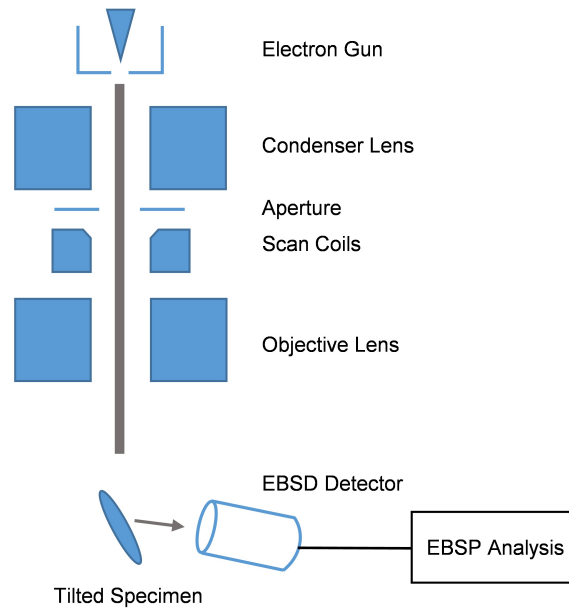 Electron Gun
Condenser Lens
Aperture
Scan Coils
Objective Lens
EBSD Detector
EBSP Analysis
Tilted Specimen